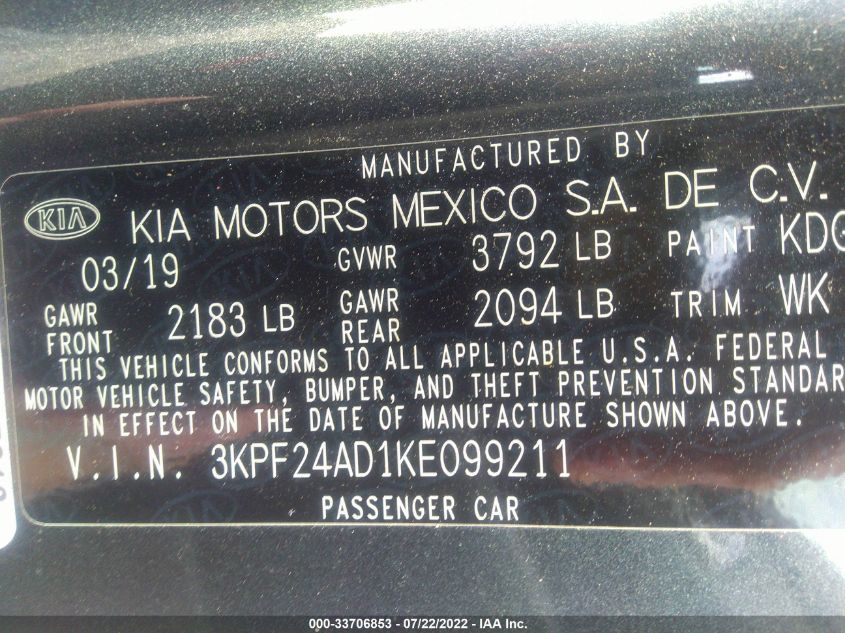 MANUFACTURED BY
KIA KIA MOTORS MEXICO S.A. DE C.V.
03/19 GVWR 3792 LB PAINT KDG
GAWR FRONT 2183 LB GAWR REAR 2094 LB TRIM WK
THIS VEHICLE CONFORMS TO ALL APPLICABLE U.S.A. FEDERAL
MOTOR VEHICLE SAFETY, BUMPER, AND THEFT PREVENTION STANDAR
IN EFFECT ON THE DATE OF MANUFACTURE SHOWN ABOVE.
V.I.N. 3KPF24AD1KE099211
PASSENGER CAR
000-33706853 - 07/22/2022 - IAA Inc.